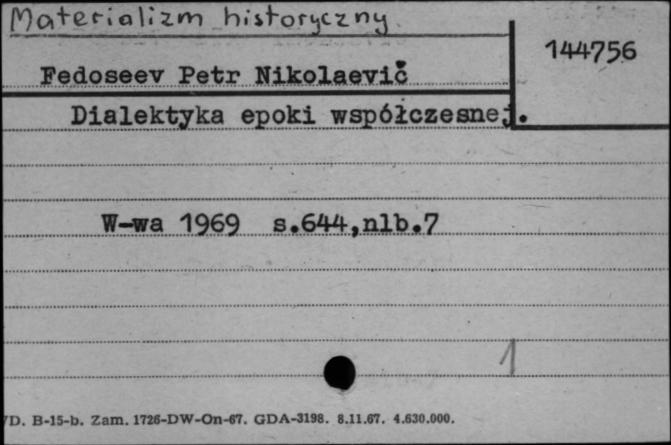 Materializm historyczny
144756
Fedoseev Petr Nikolaevič
Dialektyka epoki współczesnej.
W-wa 1969 s.644,nlb.7
1
D. B-15-b. Zam. 1726-DW-On-67. GDA-3198. 8.11.67. 4.630.000.